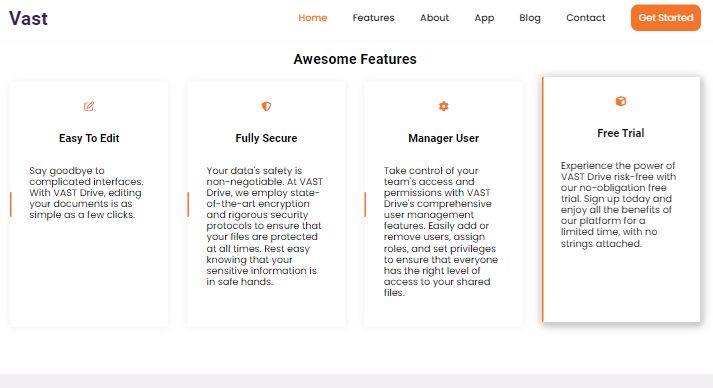 Vast
Home Features About App Blog Contact Get Started
Awesome Features
Easy To Edit
Say goodbye to
complicated interfaces.
With VAST Drive, editing
your documents is as
simple as a few clicks.
Fully Secure
Your data's safety is
non-negotiable. At VAST
Drive, we employ state-
of-the-art encryption
and rigorous security
protocols to ensure that
your files are protected
at all times. Rest easy
knowing that your
sensitive information is
in safe hands.
Manager User
Take control of your
team's access and
permissions with VAST
Drive's comprehensive
user management
features. Easily add or
remove users, assign
roles, and set privileges
to ensure that everyone
has the right level of
access to your shared
files.
Free Trial
Experience the power of
VAST Drive risk-free with
our no-obligation free
trial. Sign up today and
enjoy all the benefits of
our platform for a
limited time, with no
strings attached.